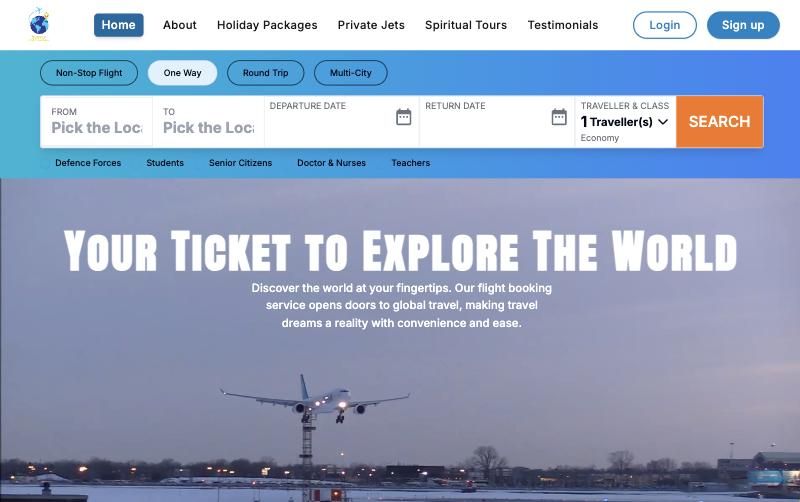 Home
About
Holiday Packages
Private Jets
Spiritual Tours
Testimonials
Login
Sign up
Non-Stop Flight
One Way
Round Trip
Multi-City
FROM
Pick the Loc
TO
Pick the Loc
DEPARTURE DATE
RETURN DATE
TRAVELLER & CLASS
1 Traveller(s)
Economy
SEARCH
Defence Forces
Students
Senior Citizens
Doctor & Nurses
Teachers
Your Ticket to Explore The World
Discover the world at your fingertips. Our flight booking
service opens doors to global travel, making travel
dreams a reality with convenience and ease.